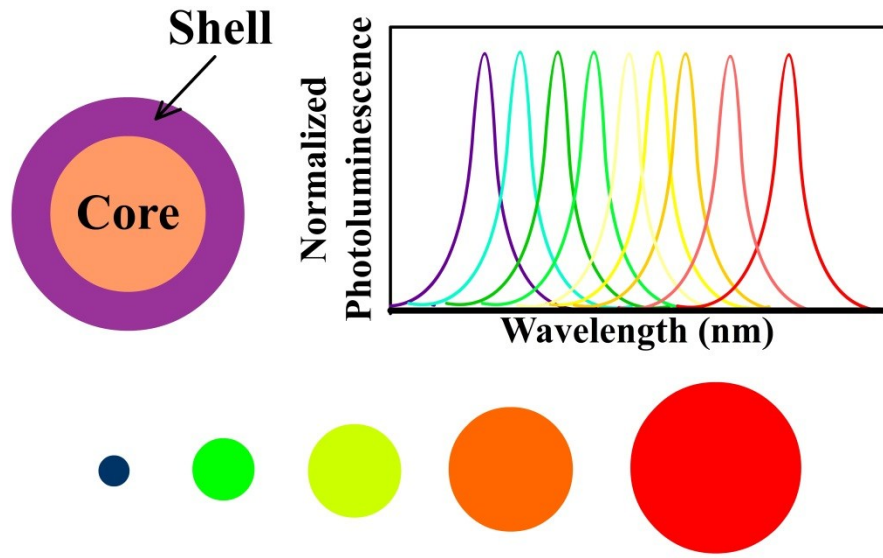 Shell
Core
Normalized
Photoluminescence
Wavelength (nm)